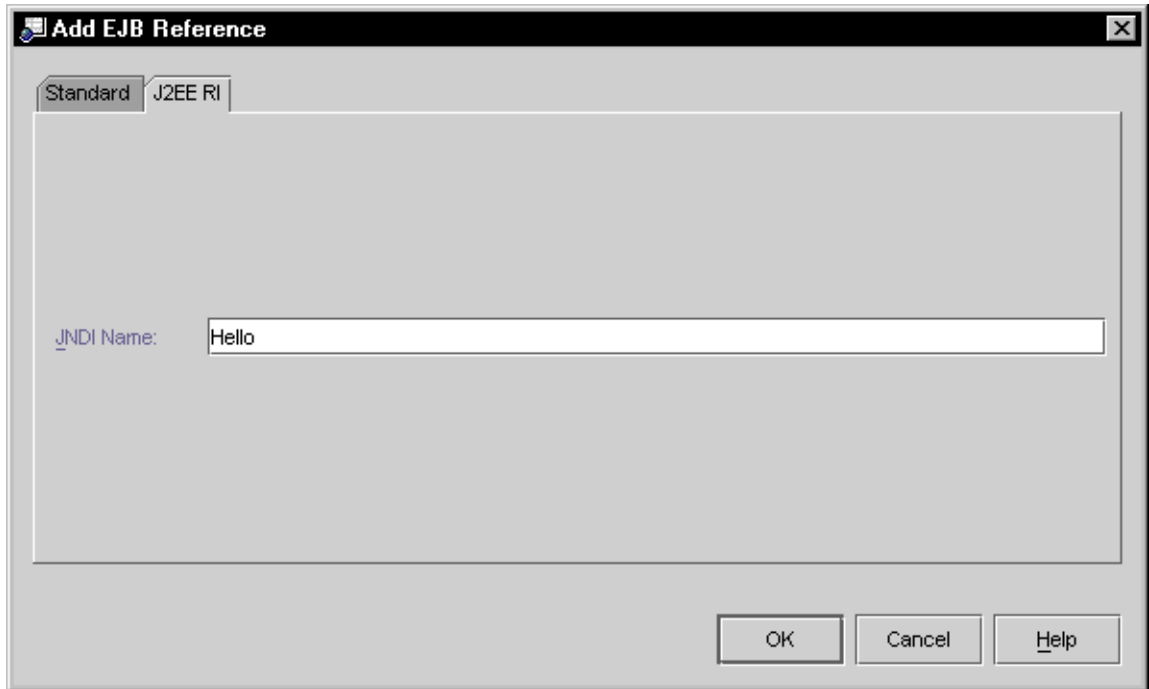 Add EJB Reference
Standard J2EE RI
JNDI Name: Hello
OK Cancel Help